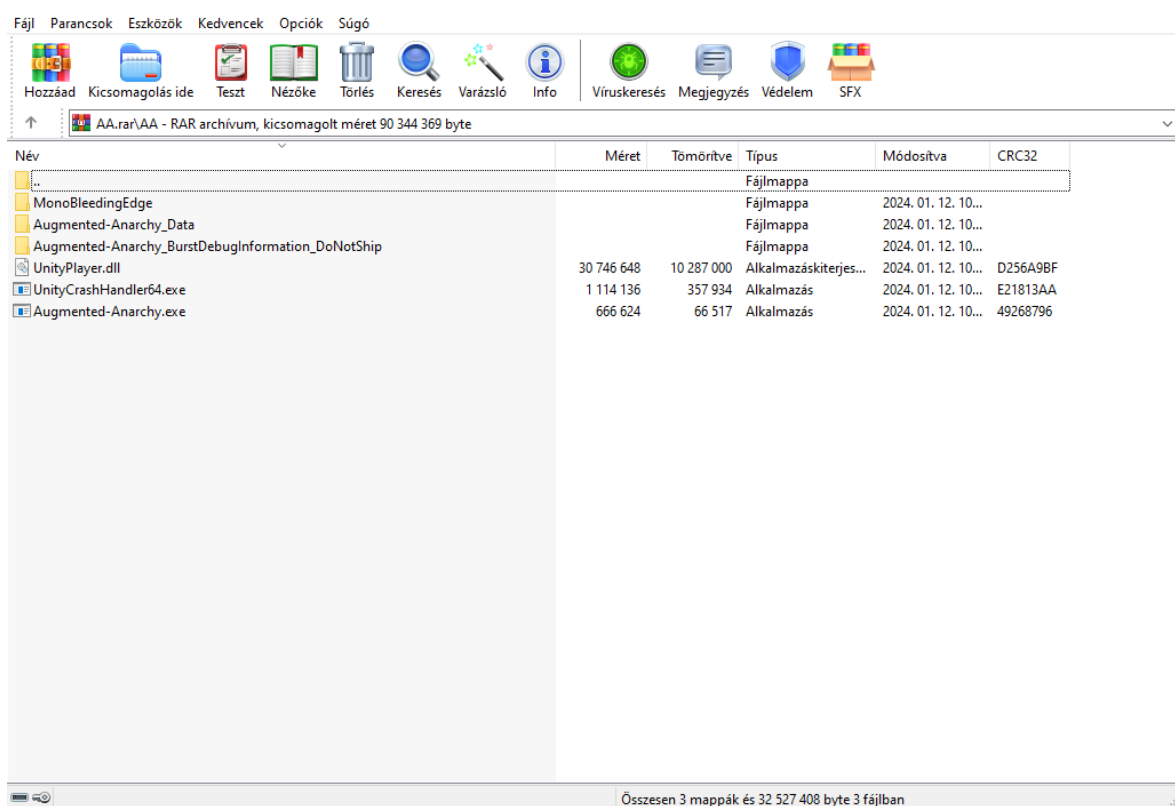 Fájl Parancsok Eszközök Kedvencek Opciók Súgó
Hozzáad Kicsomagolás ide Teszt Nézőke Törlés Keresés Varázsló Info Víruskeresés Megjegyzés Védelem SFX
AA.rar\AA - RAR archívum, kicsomagolt méret 90 344 369 byte
Név Méret Tömörítve Típus Módosítva CRC32
.. Fájlmappa
MonoBleedingEdge Fájlmappa 2024. 01. 12. 10...
Augmented-Anarchy_Data Fájlmappa 2024. 01. 12. 10...
Augmented-Anarchy_BurstDebugInformation_DoNotShip Fájlmappa 2024. 01. 12. 10...
UnityPlayer.dll 30 746 648 10 287 000 Alkalmazáskiterjes... 2024. 01. 12. 10... D256A9BF
UnityCrashHandler64.exe 1 114 136 357 934 Alkalmazás 2024. 01. 12. 10... E21813AA
Augmented-Anarchy.exe 666 624 66 517 Alkalmazás 2024. 01. 12. 10... 49268796
Összesen 3 mappák és 32 527 408 byte 3 fájlban